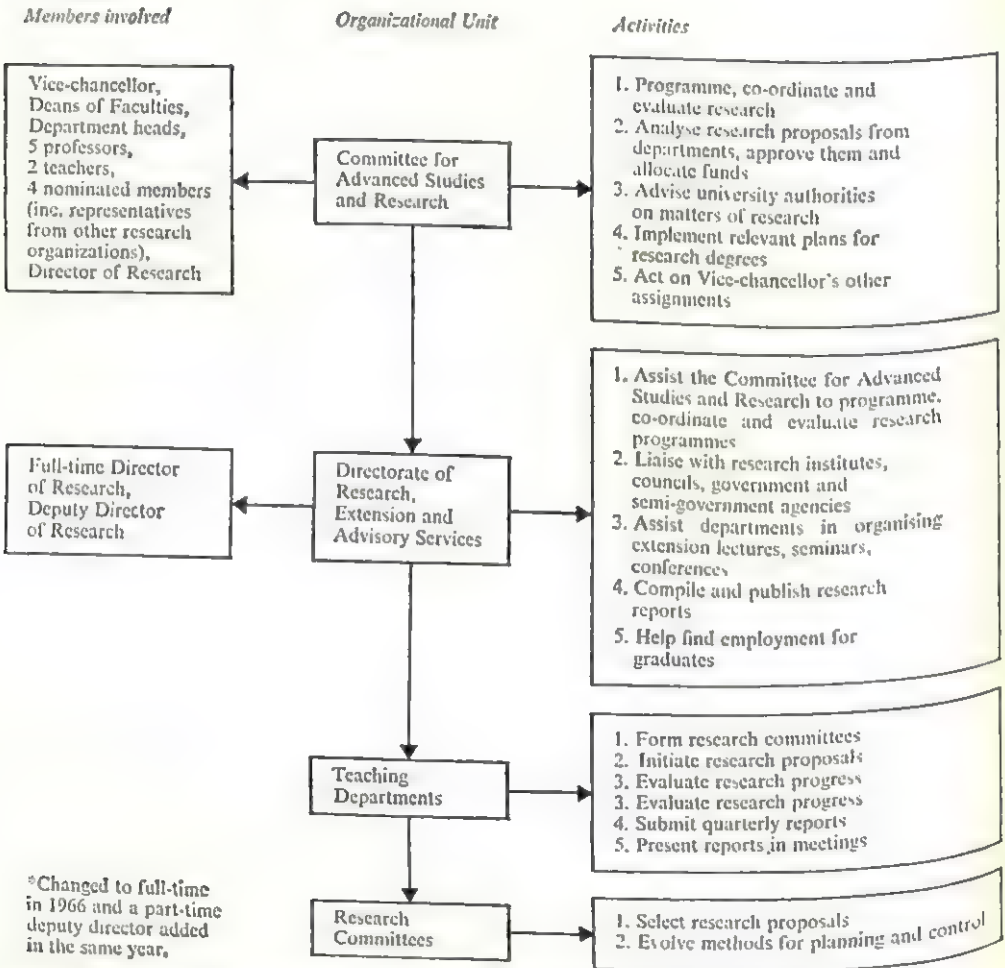 Members involved
Organizational Unit
Activities
Vice-chancellor,
Deans of Faculties,
Department heads,
5 professors,
2 teachers,
4 nominated members
(inc. representatives
from other research
organizations),
Director of Research
Committee for
Advanced Studies
and Research
1. Programme, co-ordinate and
evaluate research
2. Analyse research proposals from
departments, approve them and
allocate funds
3. Advise university authorities
on matters of research
4. Implement relevant plans for
research degrees
5. Act on Vice-chancellor's other
assignments
Full-time Director
of Research,
Deputy Director
of Research
Directorate of
Research,
Extension and
Advisory Services
1. Assist the Committee for Advanced
Studies and Research to programme,
co-ordinate and evaluate research
programmes
2. Liaise with research institutes,
councils, government and
semi-government agencies
3. Assist departments in organising
extension lectures, seminars,
conferences
4. Compile and publish research
reports
5. Help find employment for
graduates
Teaching
Departments
1. Form research committees
2. Initiate research proposals
3. Evaluate research progress
3. Evaluate research progress
4. Submit quarterly reports
5. Present reports in meetings
*Changed to full-time
in 1966 and a part-time
deputy director added
in the same year.
Research
Committees
1. Select research proposals
2. Evolve methods for planning and control